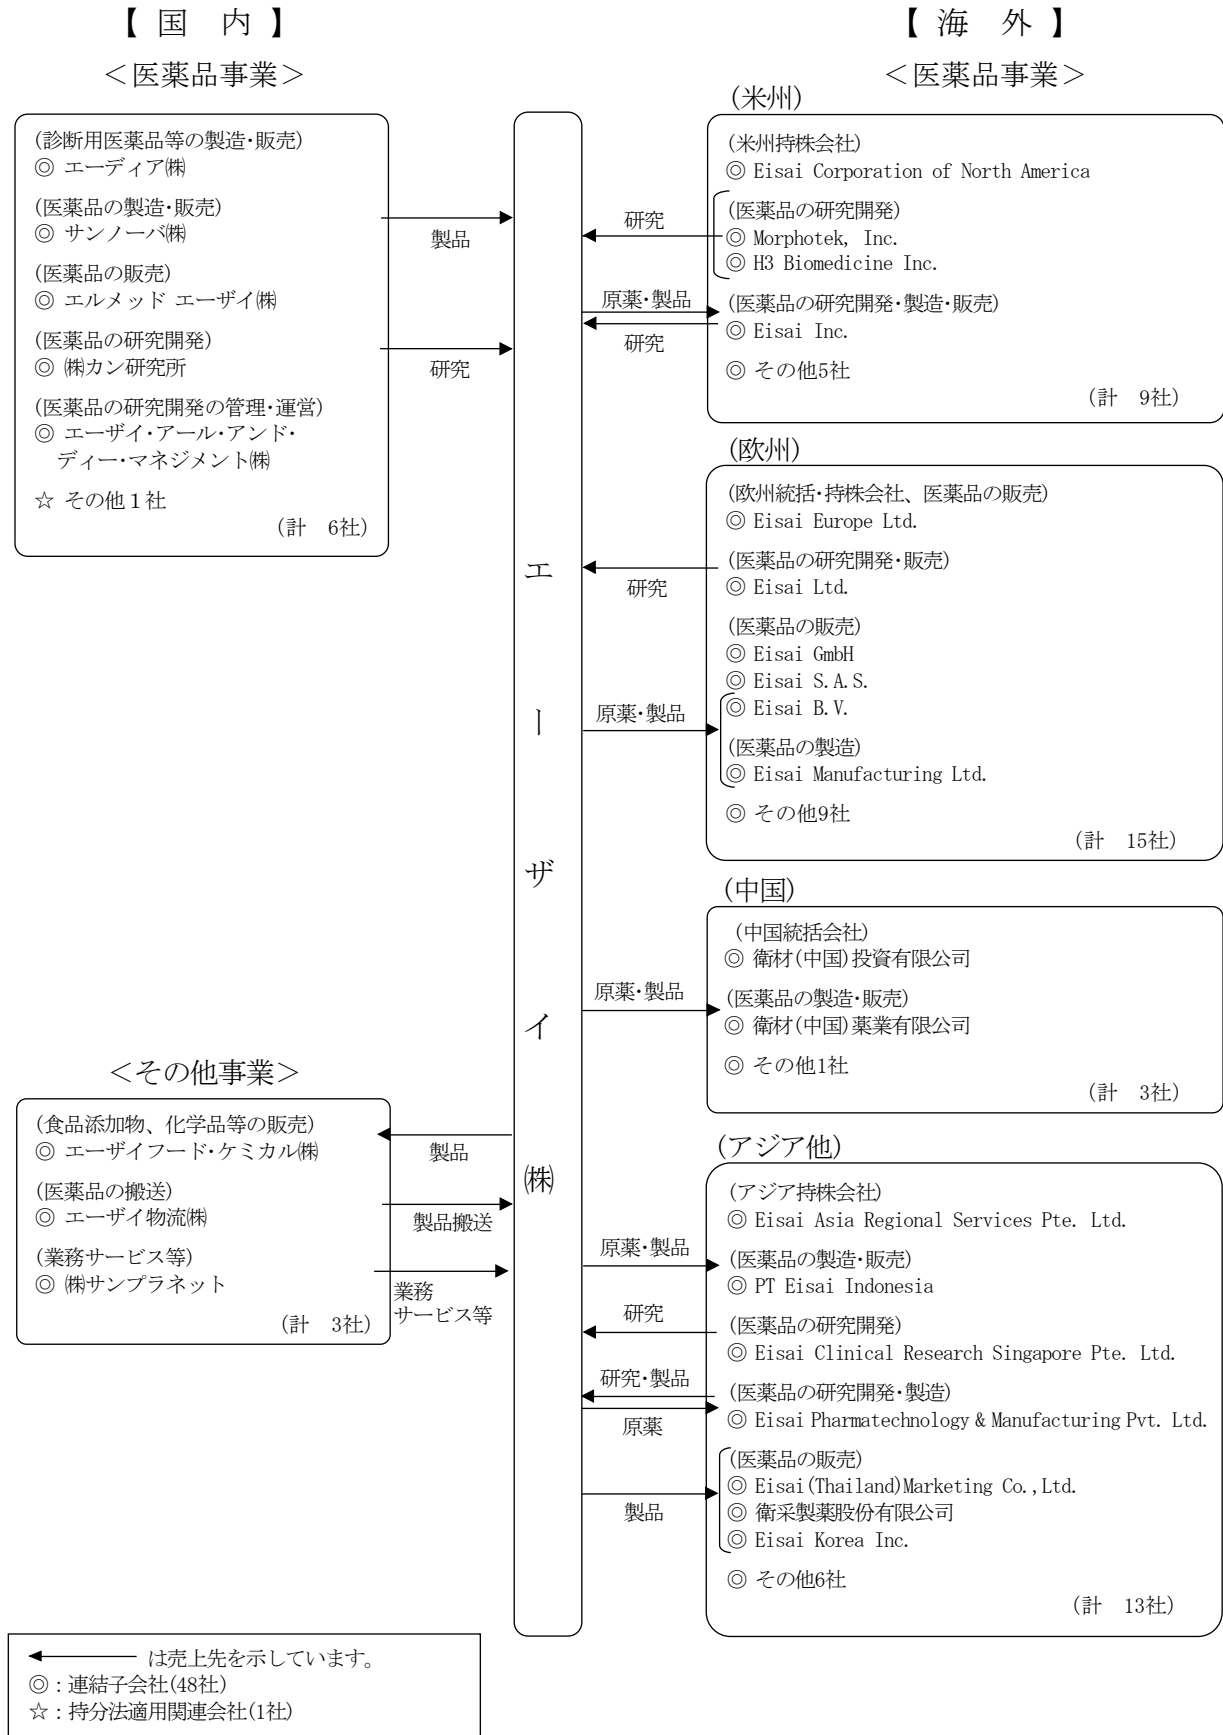 【 国 内 】
＜医薬品事業＞
(診断用医薬品等の製造・販売)
◎ エーディア㈱
(医薬品の製造・販売)
◎ サンノーバ㈱
(医薬品の販売)
◎ エルメッド エーザイ㈱
(医薬品の研究開発)
◎ ㈱カン研究所
(医薬品の研究開発の管理・運営)
◎ エーザイ・アール・アンド・
ディー・マネジメント㈱
☆ その他１社
(計 6社)
製品
研究
＜その他事業＞
(食品添加物、化学品等の販売)
◎ エーザイフード・ケミカル㈱
(医薬品の搬送)
◎ エーザイ物流㈱
(業務サービス等)
◎ ㈱サンプラネット
(計 3社)
製品
製品搬送
業務
サービス等
エーザイ㈱
【 海 外 】
＜医薬品事業＞
(米州)
(米州持株会社)
◎ Eisai Corporation of North America
(医薬品の研究開発)
◎ Morphotek, Inc.
◎ H3 Biomedicine Inc.
(医薬品の研究開発・製造・販売)
◎ Eisai Inc.
◎ その他5社
(計 9社)
研究
原薬・製品
研究
(欧州)
(欧州統括・持株会社、医薬品の販売)
◎ Eisai Europe Ltd.
(医薬品の研究開発・販売)
◎ Eisai Ltd.
(医薬品の販売)
◎ Eisai GmbH
◎ Eisai S.A.S.
◎ Eisai B.V.
(医薬品の製造)
◎ Eisai Manufacturing Ltd.
◎ その他9社
(計 15社)
研究
原薬・製品
(中国)
(中国統括会社)
◎ 衛材(中国)投資有限公司
(医薬品の製造・販売)
◎ 衛材(中国)薬業有限公司
◎ その他1社
(計 3社)
原薬・製品
(アジア他)
(アジア持株会社)
◎ Eisai Asia Regional Services Pte. Ltd.
(医薬品の製造・販売)
◎ PT Eisai Indonesia
(医薬品の研究開発)
◎ Eisai Clinical Research Singapore Pte. Ltd.
(医薬品の研究開発・製造)
◎ Eisai Pharmatechnology & Manufacturing Pvt. Ltd.
(医薬品の販売)
◎ Eisai(Thailand)Marketing Co.,Ltd.
◎ 衛采製薬股份有限公司
◎ Eisai Korea Inc.
◎ その他6社
(計 13社)
原薬・製品
研究
研究・製品
原薬
製品
は売上先を示しています。
◎：連結子会社(48社)
☆：持分法適用関連会社(1社)